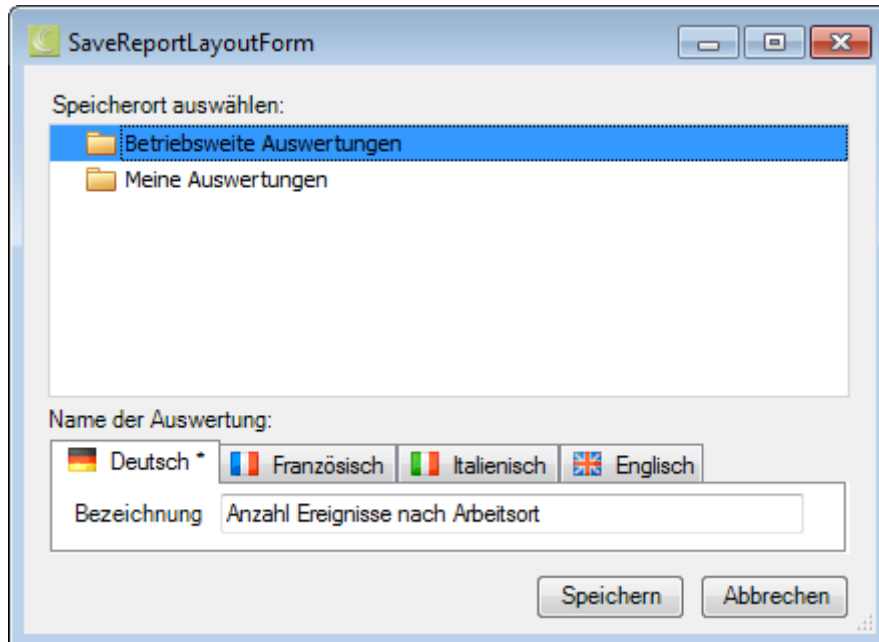 SaveReportLayoutForm
Speicherort auswählen:
Betriebsweite Auswertungen
Meine Auswertungen
Name der Auswertung:
Deutsch * Französisch Italienisch Englisch
Bezeichnung Anzahl Ereignisse nach Arbeitsort
Speichern Abbrechen